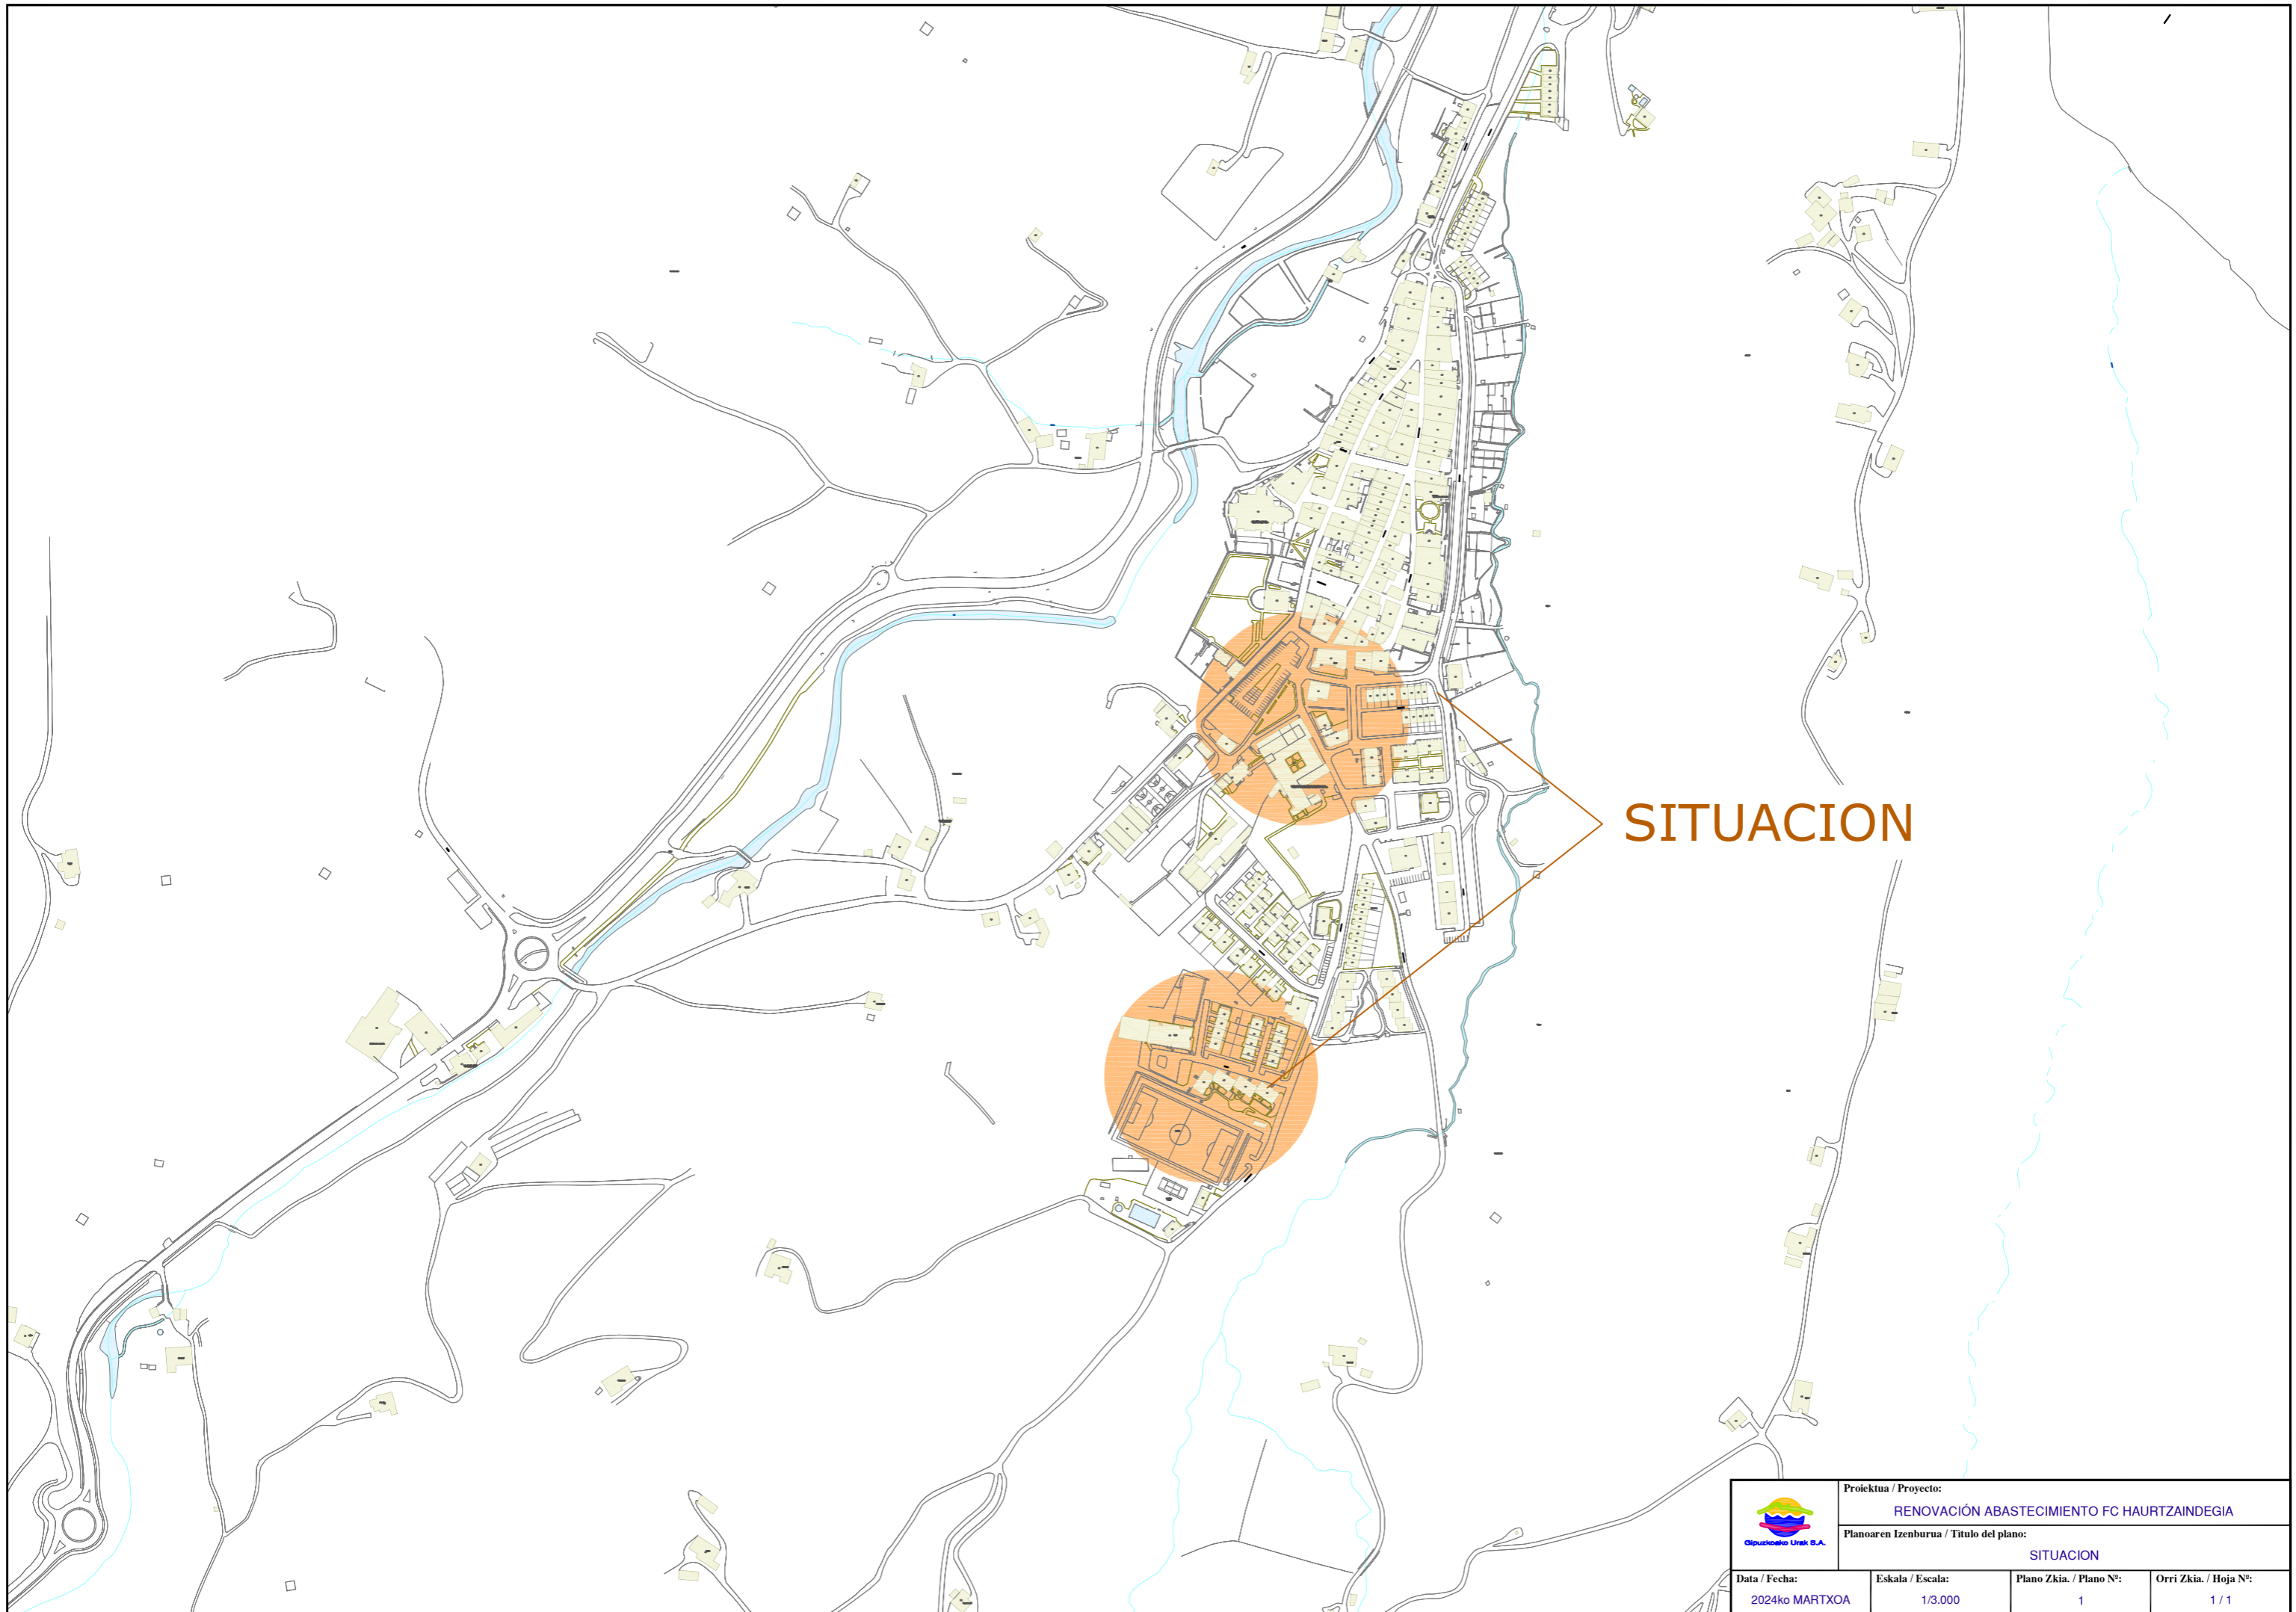 SITUACION
Proiektua / Proyecto:
RENOVACIÓN ABASTECIMIENTO FC HAURTZAINDEGIA
Planoaren Izenburua / Titulo del plano:
SITUACION
Gipuzkoako Urak S.A.
Data / Fecha:
2024ko MARTXOA
Eskala / Escala:
1/3.000
Plano Zkia. / Plano Nº:
1
Orri Zkia. / Hoja Nº:
1 / 1